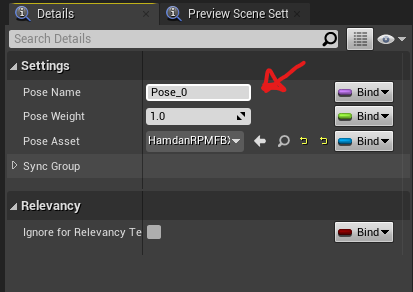 Details
Preview Scene Sett
Search Details
Settings
Pose Name Pose_0 Bind
Pose Weight 1.0 Bind
Pose Asset HamdanRPMFBX Bind
Sync Group
Relevancy
Ignore for Relevancy Te Bind